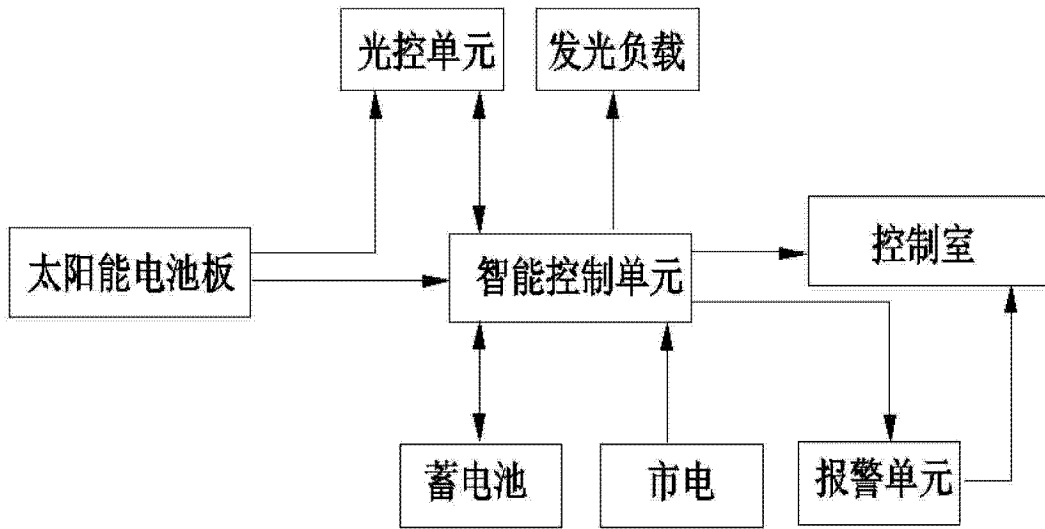 光控单元
发光负载
控制室
太阳能电池板
智能控制单元
蓄电池
市电
报警单元